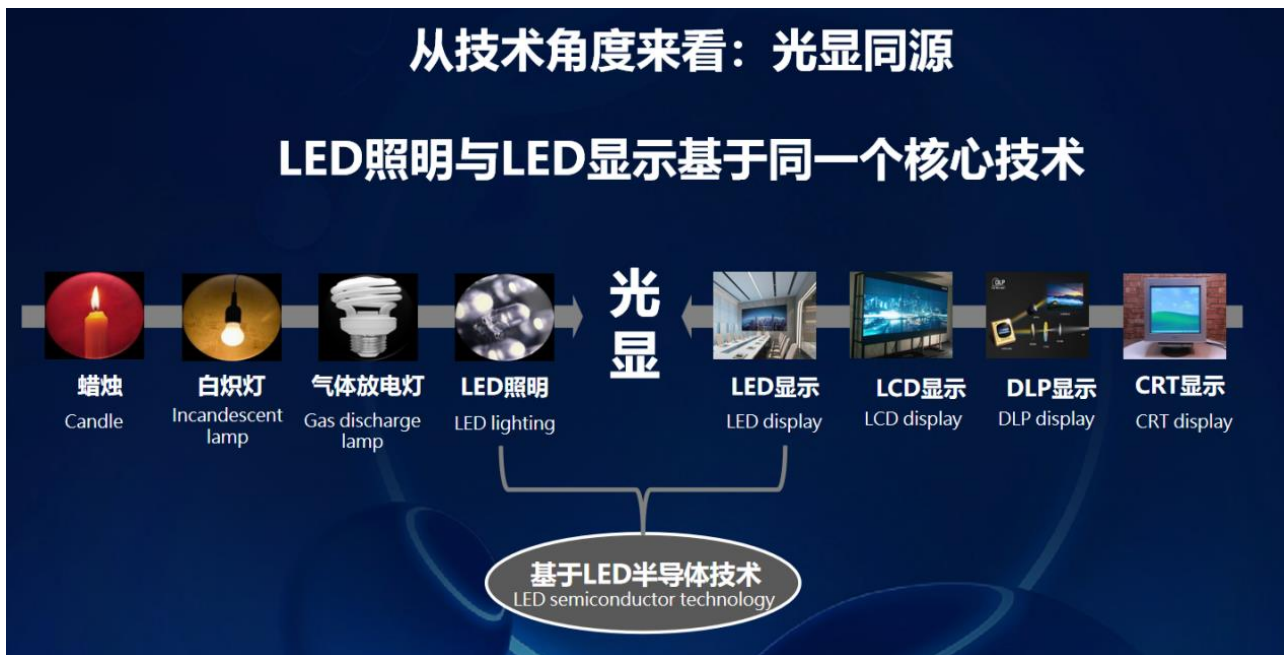 从技术角度来看：光显同源
LED照明与LED显示基于同一个核心技术
光
显
蜡烛
Candle
白炽灯
Incandescent
lamp
气体放电灯
Gas discharge
lamp
LED照明
LED lighting
LED显示
LED display
LCD显示
LCD display
DLP
DLP显示
DLP display
CRT显示
CRT display
基于LED半导体技术
LED semiconductor technology